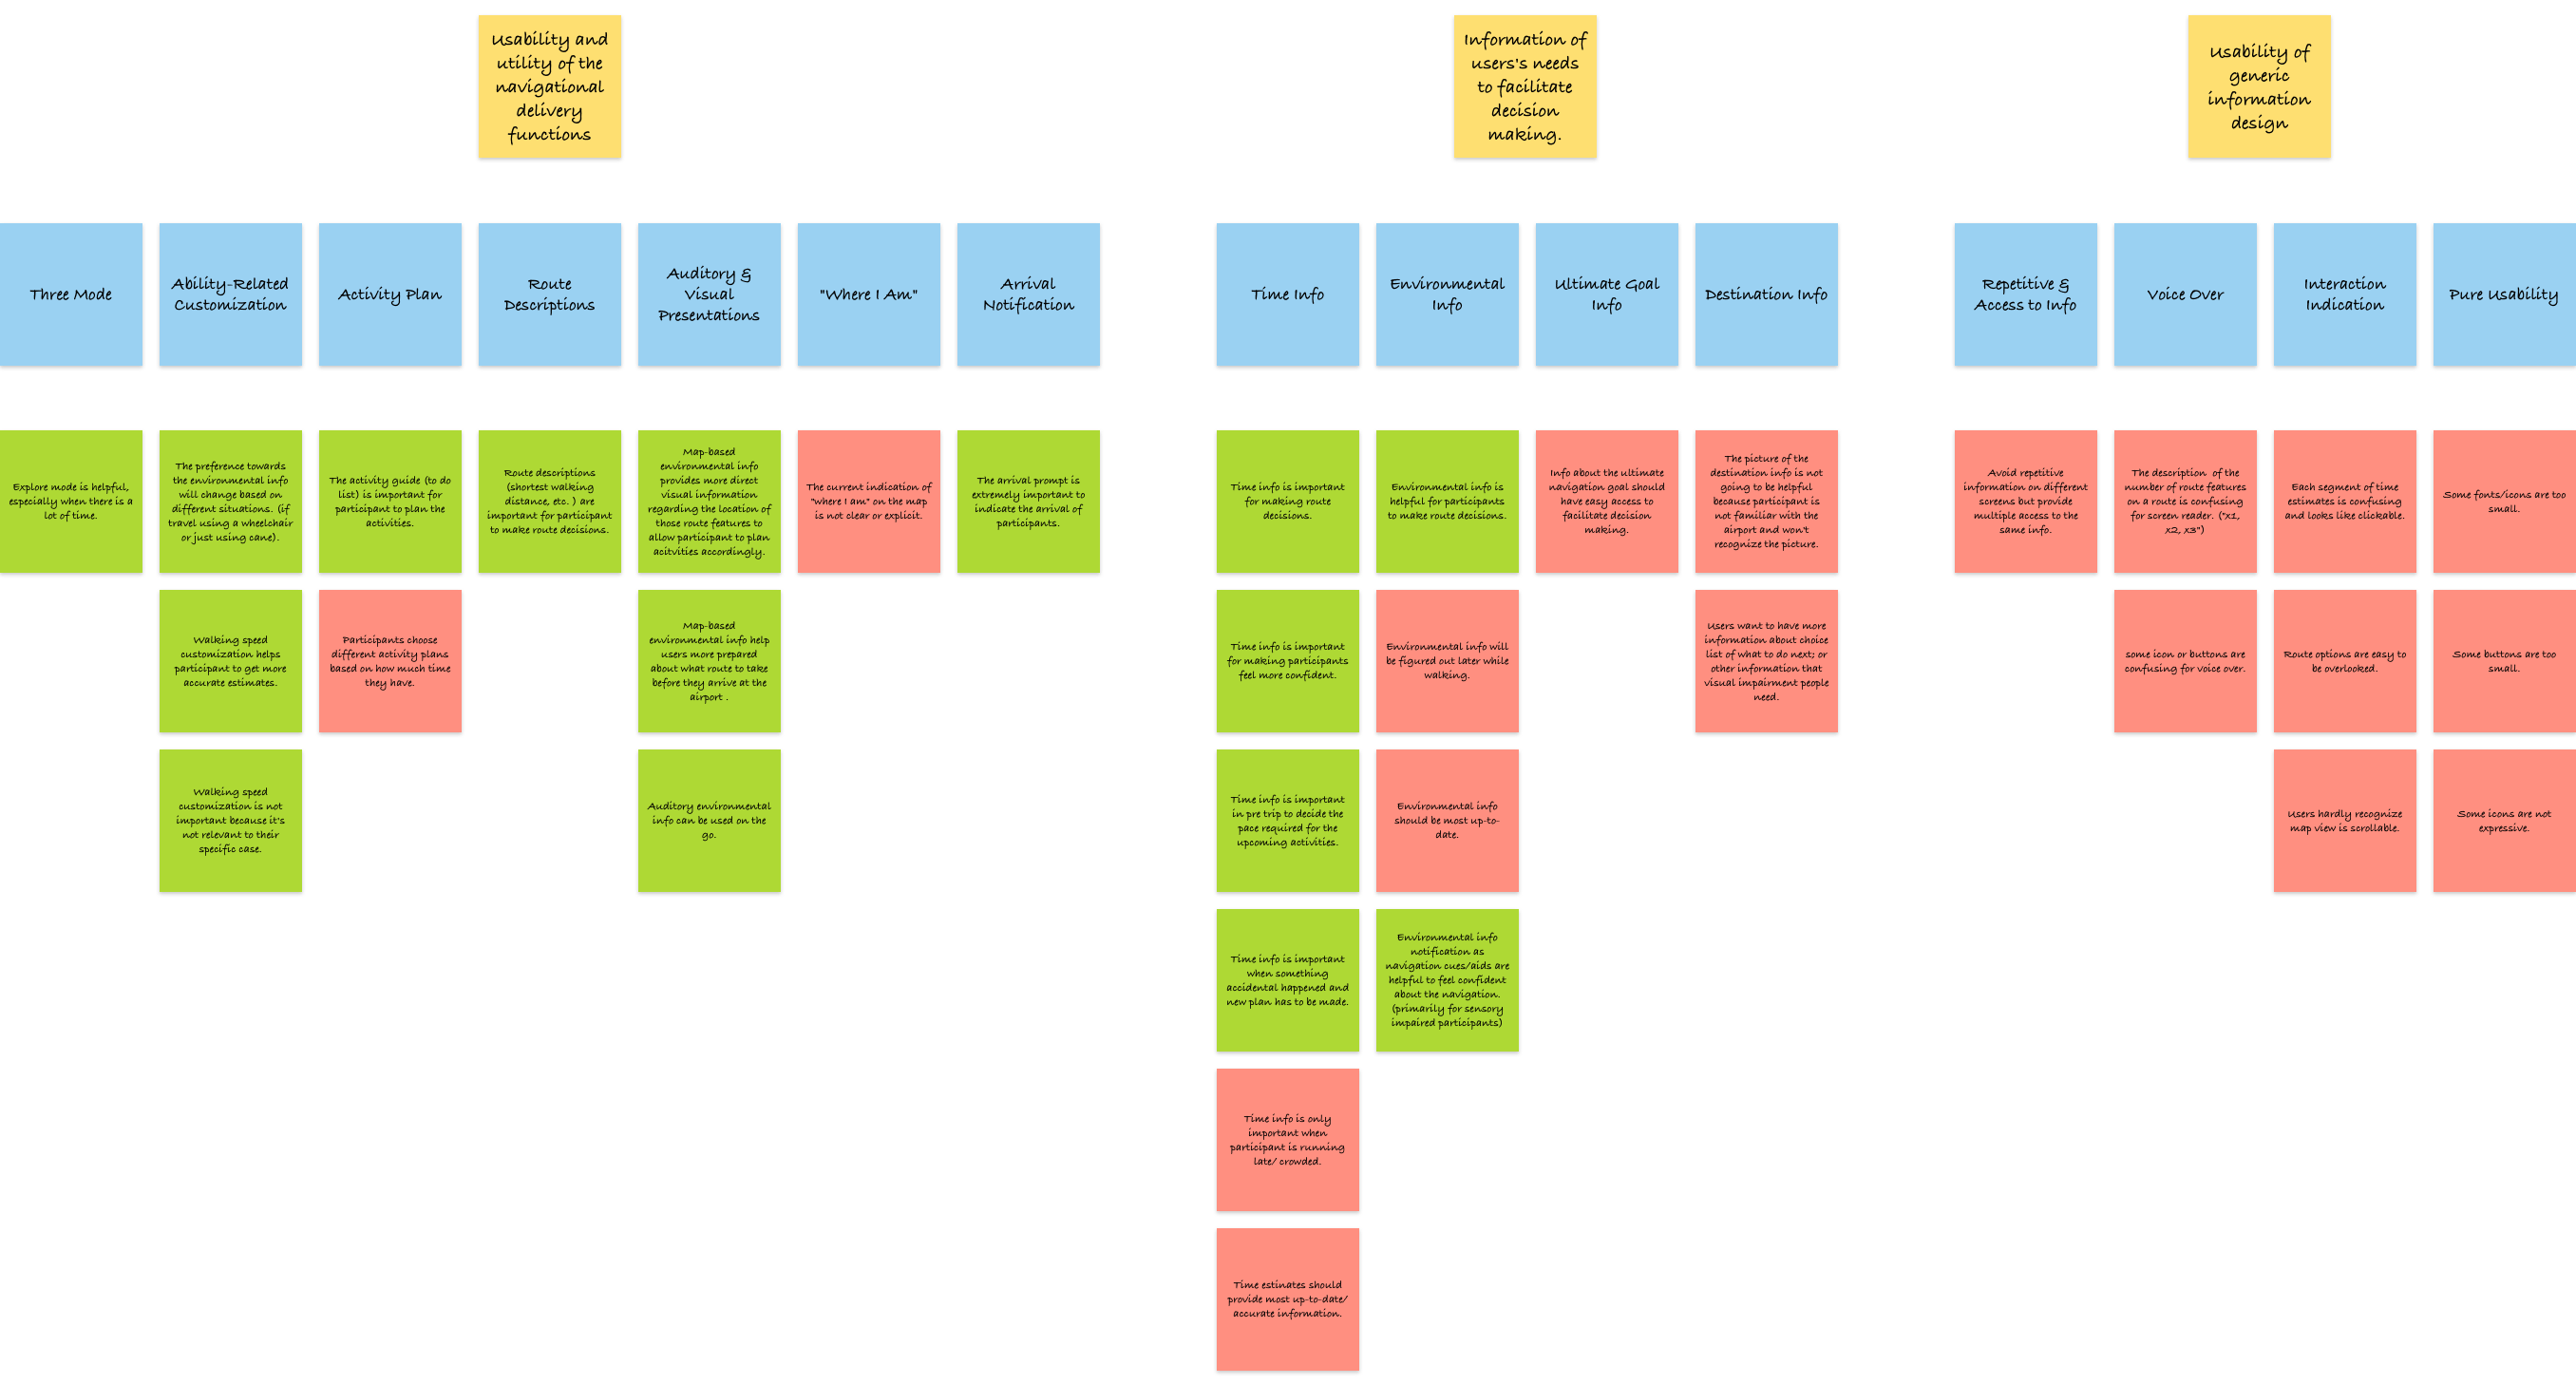 Usability and
utility of the
navigational
delivery
functions
Information of
users's needs
to facilitate
decision
making.
Usability of
generic
information
design
Three Mode
Ability-Related
Customization
Activity Plan
Route
Descriptions
Auditory &
Visual
Presentations
"Where I Am"
Arrival
Notification
Time Info
Environmental
Info
Ultimate Goal
Info
Destination Info
Repetitive &
Access to Info
Voice Over
Interaction
Indication
Pure Usability
Explore mode is helpful,
especially when there is a
lot of time.
The preference towards
the environmental info
will change based on
different situations. (if
travel using a wheelchair
or just using cane).
The activity guide (to do
list) is important for
participant to plan the
activities.
Route descriptions
(shortest walking
distance, etc. ) are
important for participant
to make route decisions.
Map-based
environmental info
provides more direct
visual information
regarding the location of
those route features to
allow participant to plan
acitvities accordingly.
The current indication of
"where I am" on the map
is not clear or explicit.
The arrival prompt is
extremely important to
indicate the arrival of
participants.
Time info is important
for making route
decisions.
Environmental info is
helpful for participants
to make route decisions.
Info about the ultimate
navigation goal should
have easy access to
facilitate decision
making.
The picture of the
destination info is not
going to be helpful
because participant is
not familiar with the
airport and won't
recognize the picture.
Avoid repetitive
information on different
screens but provide
multiple access to the
same info.
The description of the
number of route features
on a route is confusing
for screen reader. ("x1,
x2, x3")
Each segment of time
estimates is confusing
and looks like clickable.
Some fonts/icons are too
small.
Walking speed
customization helps
participant to get more
accurate estimates.
Participants choose
different activity plans
based on how much time
they have.
Map-based
environmental info help
users more prepared
about what route to take
before they arrive at the
airport .
Time info is important
for making participants
feel more confident.
Environmental info will
be figured out later while
walking.
Users want to have more
information about choice
list of what to do next; or
other information that
visual impairment people
need.
some icon or buttons are
confusing for voice over.
Route options are easy to
be overlooked.
Some buttons are too
small.
Walking speed
customization is not
important because it's
not relevant to their
specific case.
Auditory environmental
info can be used on the
go.
Time info is important
in pre trip to decide the
pace required for the
upcoming activities.
Environmental info
should be most up-to-
date.
Users hardly recognize
map view is scrollable.
Some icons are not
expressive.
Time info is important
when something
accidental happened and
new plan has to be made.
Environmental info
notification as
navigation cues/aids are
helpful to feel confident
about the navigation.
(primarily for sensory
impaired participants)
Time info is only
important when
participant is running
late/ crowded.
Time estimates should
provide most up-to-date/
accurate information.